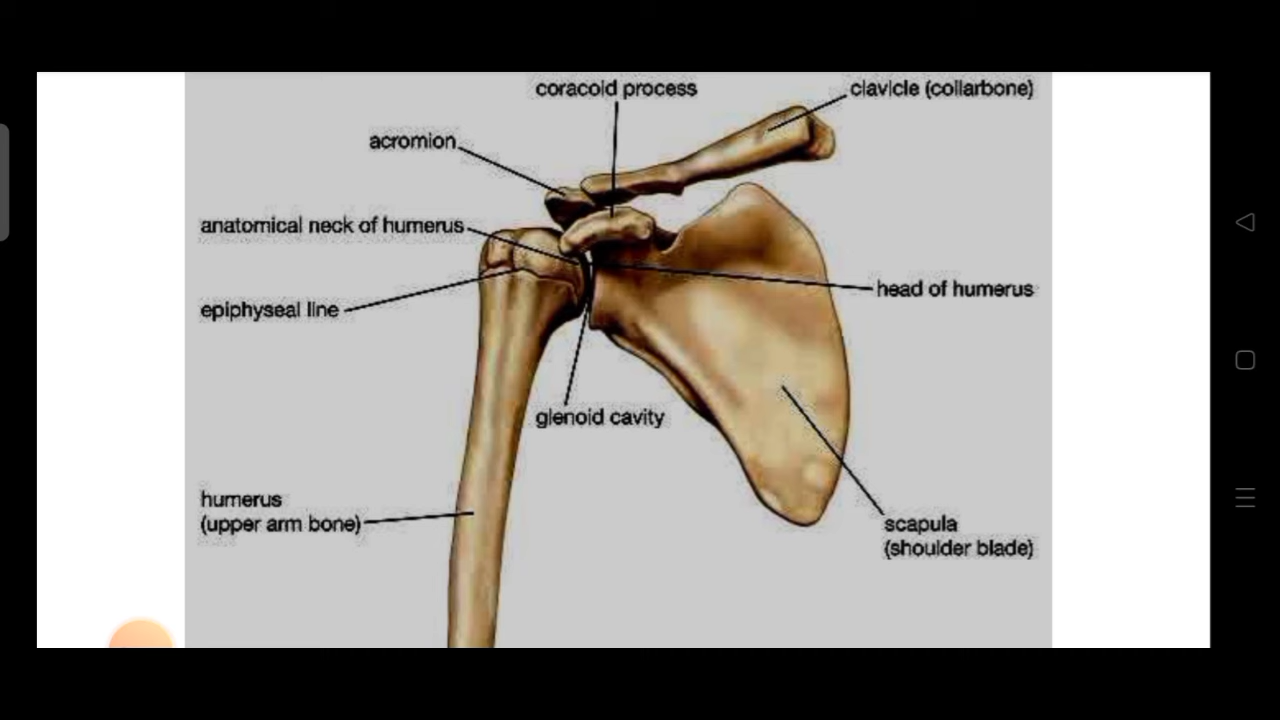 coracoid process
clavicle (collarbone)
acromion
anatomical neck of humerus
head of humerus
epiphyseal line
glenoid cavity
humerus
(upper arm bone)
scapula
(shoulder blade)